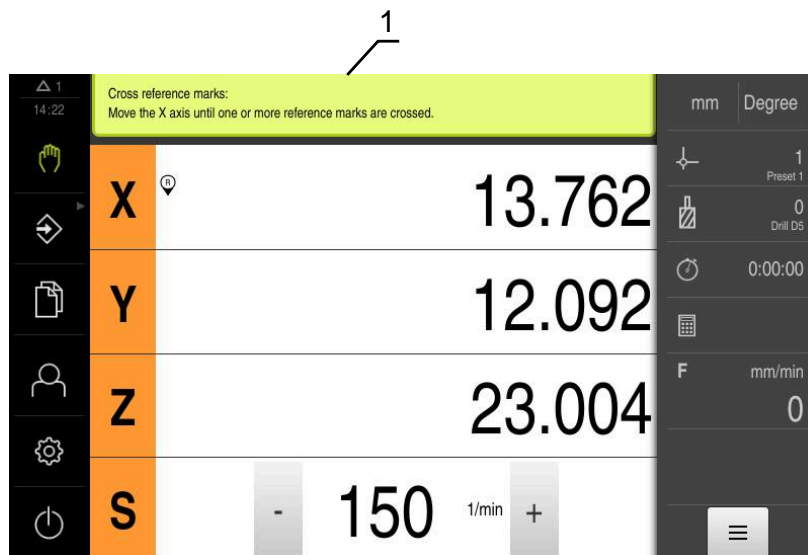 1
1
14:22
Cross reference marks:
Move the X axis until one or more reference marks are crossed.
mm Degree
X R 13.762
1
Preset 1
0
Drill D5
Y 12.092
0:00:00
Z 23.004
F mm/min
0
S - 150 1/min +